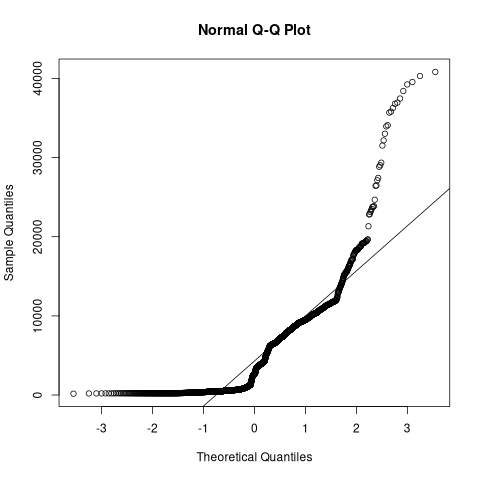 Normal Q-Q Plot
40000
30000
20000
10000
0
Sample Quantiles
-3 -2 -1 0 1 2 3
Theoretical Quantiles